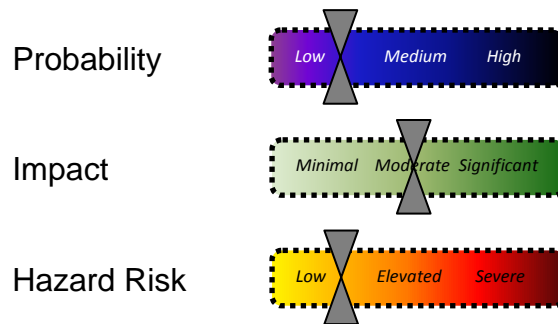 Probability Low Medium High
Impact Minimal Moderate Significant
Hazard Risk Low Elevated Severe